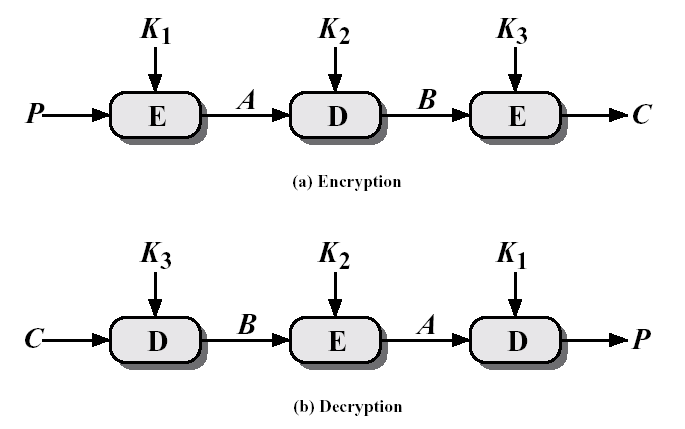 K1 K2 K3
P E A D B E C
(a) Encryption
K3 K2 K1
C D B E A D P
(b) Decryption